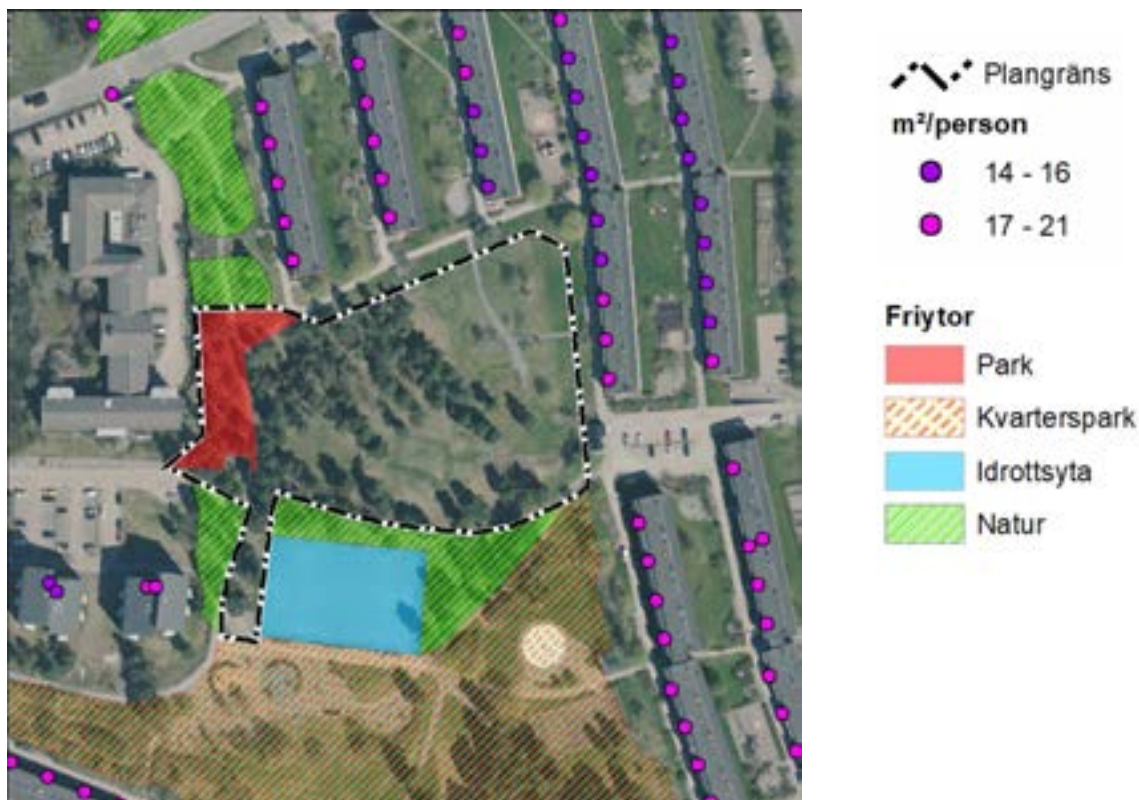 Plangräns
m²/person
14 - 16
17 - 21
Friytor
Park
Kvarterspark
Idrottsyta
Natur